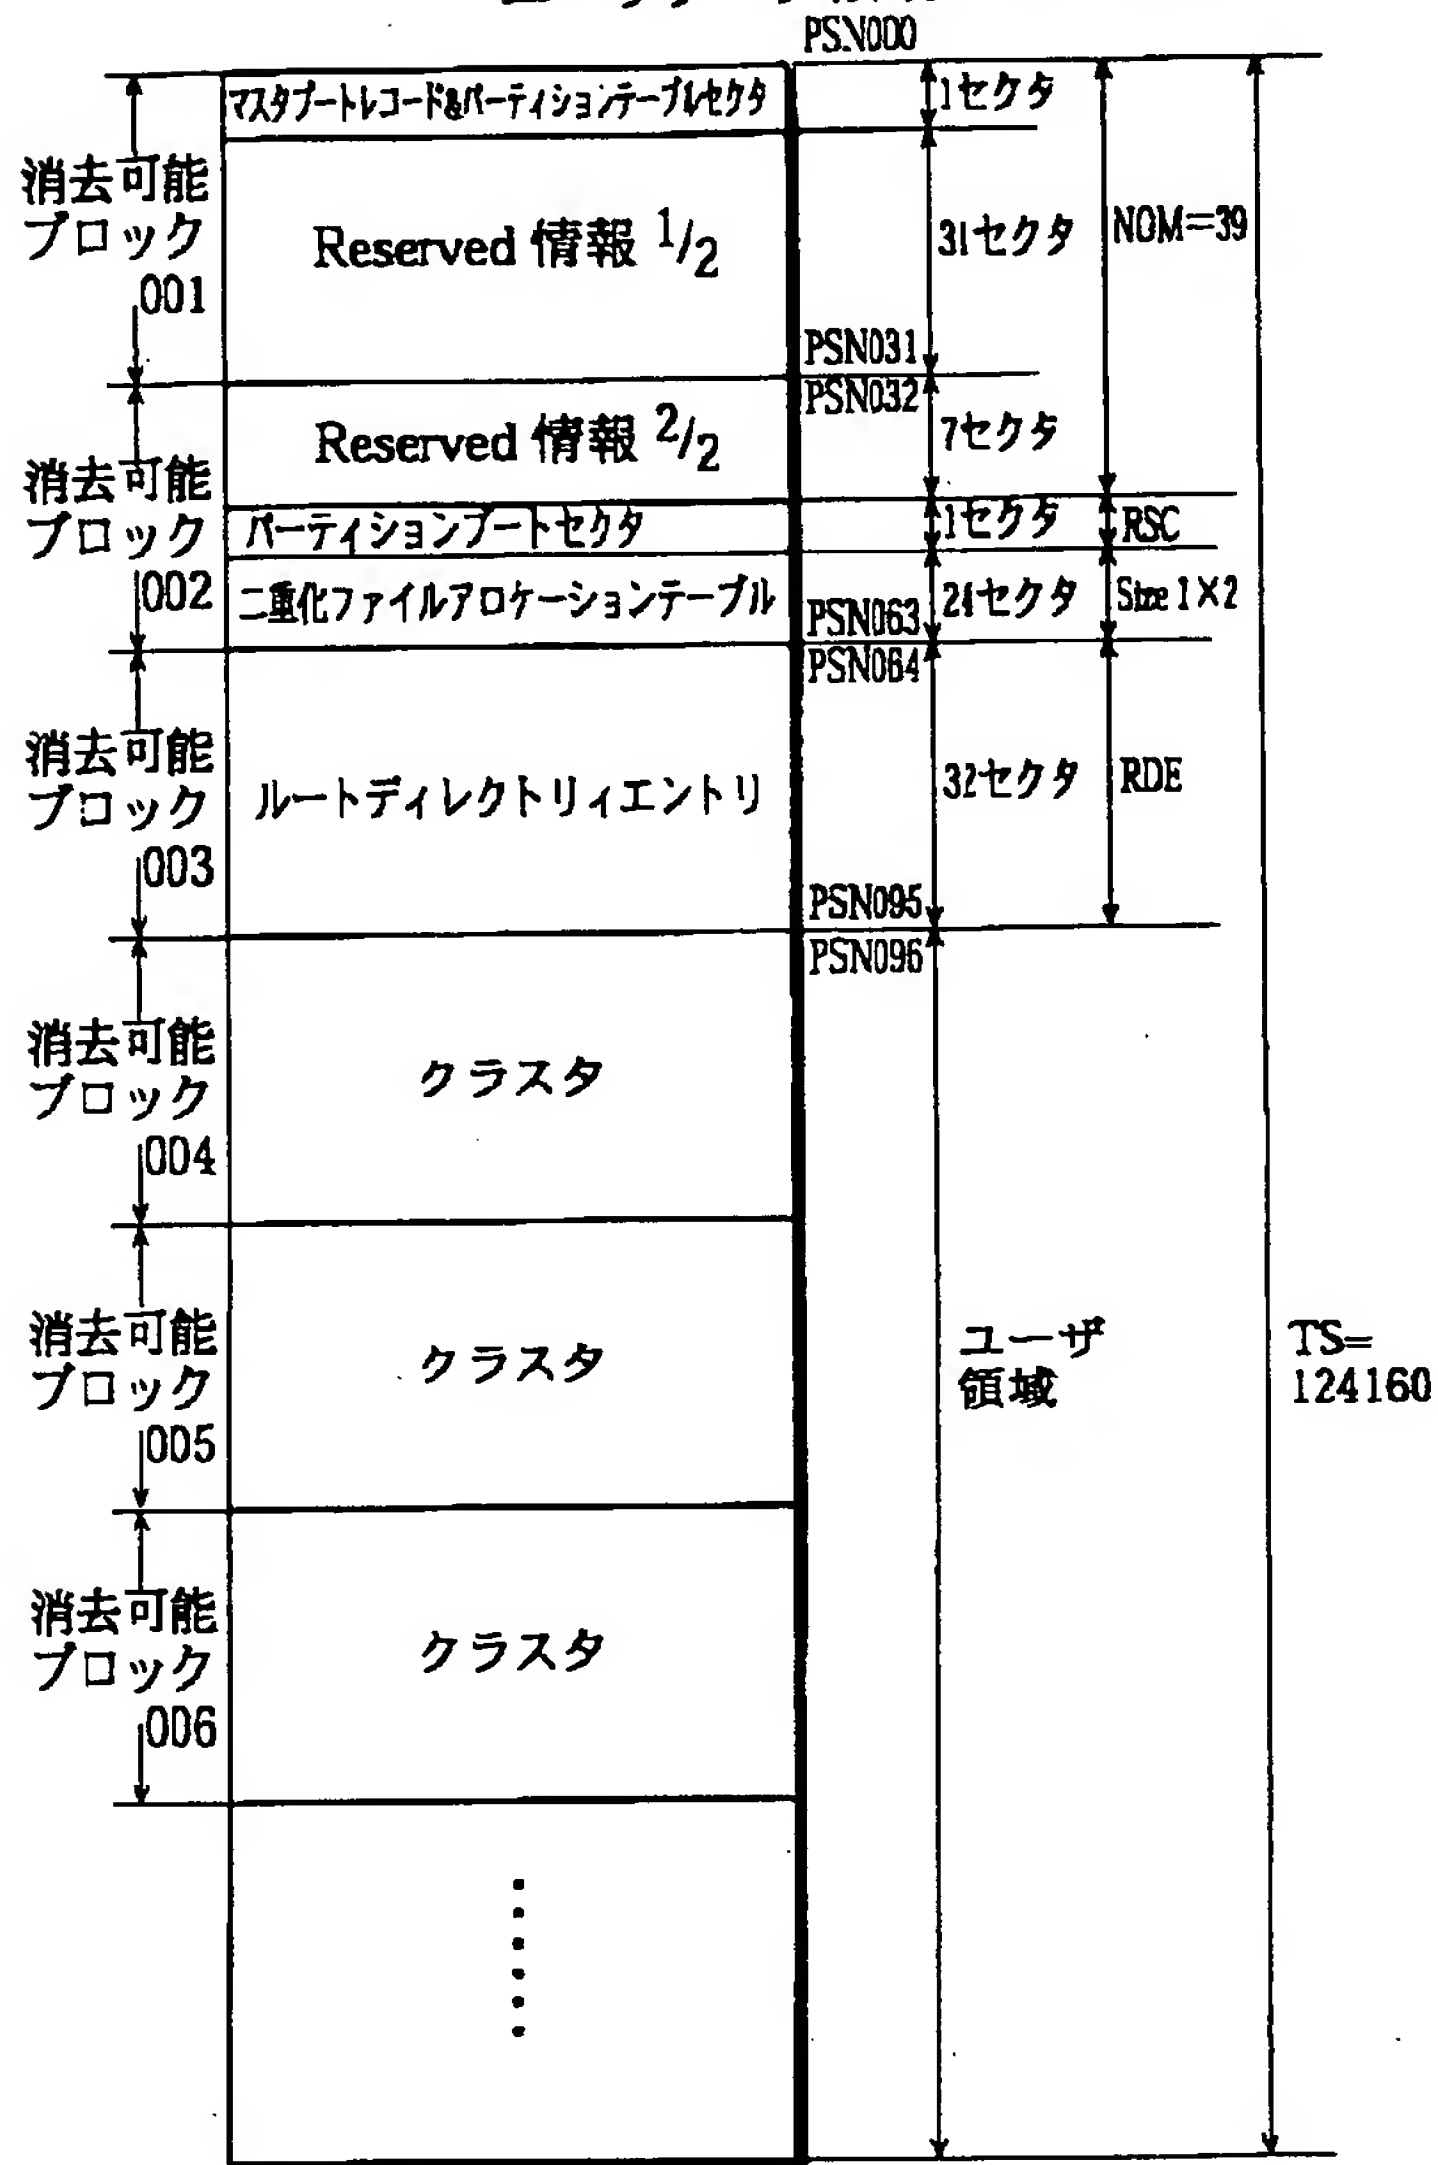 PSN000
マスタブートレコード&パーティションテーブルセクタ
1セクタ
消去可能
ブロック
001
Reserved 情報 1/2
31セクタ
NOM=39
PSN031
PSN032
Reserved 情報 2/2
7セクタ
消去可能
ブロック
002
パーティションブートセクタ
1セクタ
RSC
二重化ファイルアロケーションテーブル
PSN063
24セクタ
Size 1×2
PSN064
消去可能
ブロック
003
ルートディレクトリィエントリ
32セクタ
RDE
PSN095
PSN096
消去可能
ブロック
004
クラスタ
消去可能
ブロック
005
クラスタ
ユーザ
領域
TS=
124160
消去可能
ブロック
006
クラスタ